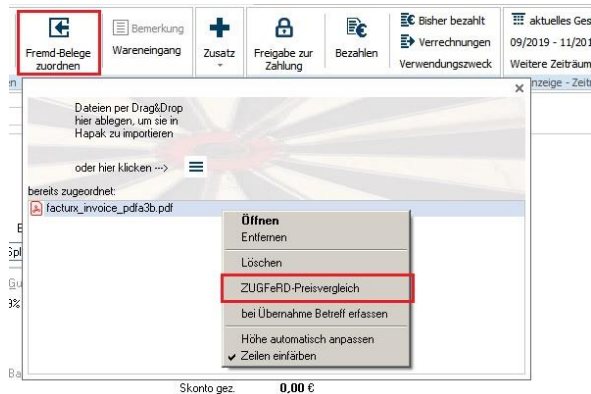 Fremd-Belege
zuordnen
Bemerkung
Wareneingang
Zusatz
Freigabe zur
Zahlung
Bezahlen
Bisher bezahlt
Verrechnungen
Verwendungszweck
aktuelles Ges
09/2019 - 11/201
Weitere Zeiträum
nzeige - Zeitr
Dateien per Drag&Drop
hier ablegen, um sie in
Hapak zu importieren
oder hier klicken --->
bereits zugeordnet:
facturx_invoice_pdfa3b.pdf
Öffnen
Entfernen
Löschen
ZUGFeRD-Preisvergleich
bei Übernahme Betreff erfassen
Höhe automatisch anpassen
Zeilen einfärben
Skonto gez. 0,00 €